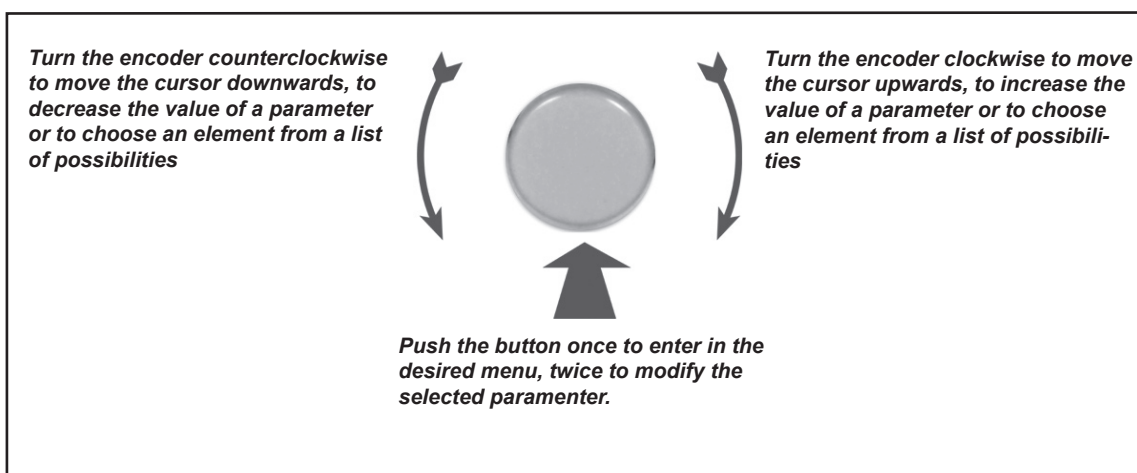 Turn the encoder counterclockwise
to move the cursor downwards, to
decrease the value of a parameter
or to choose an element from a list
of possibilities
Turn the encoder clockwise to move
the cursor upwards, to increase the
value of a parameter or to choose
an element from a list of possibili-
ties
Push the button once to enter in the
desired menu, twice to modify the
selected paramenter.